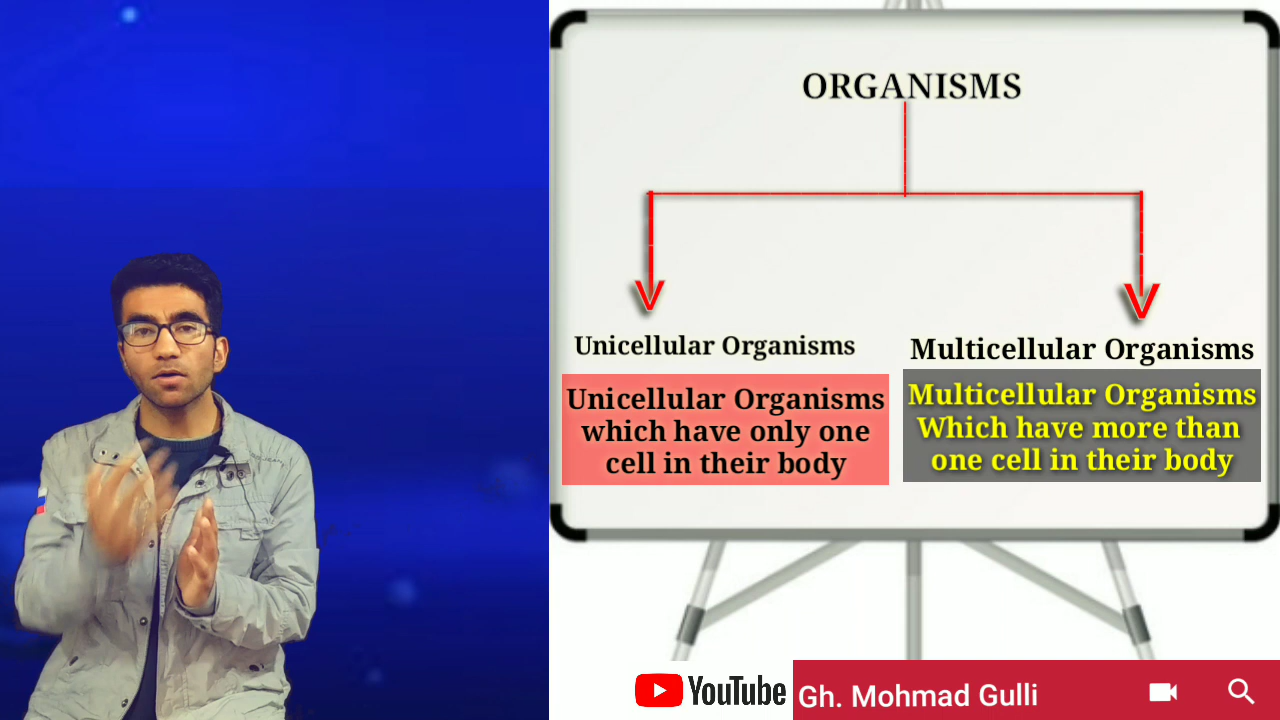 ORGANISMS
Unicellular Organisms
Unicellular Organisms
which have only one
cell in their body
Multicellular Organisms
Multicellular Organisms
Which have more than
one cell in their body
YouTube
Gh. Mohmad Gulli